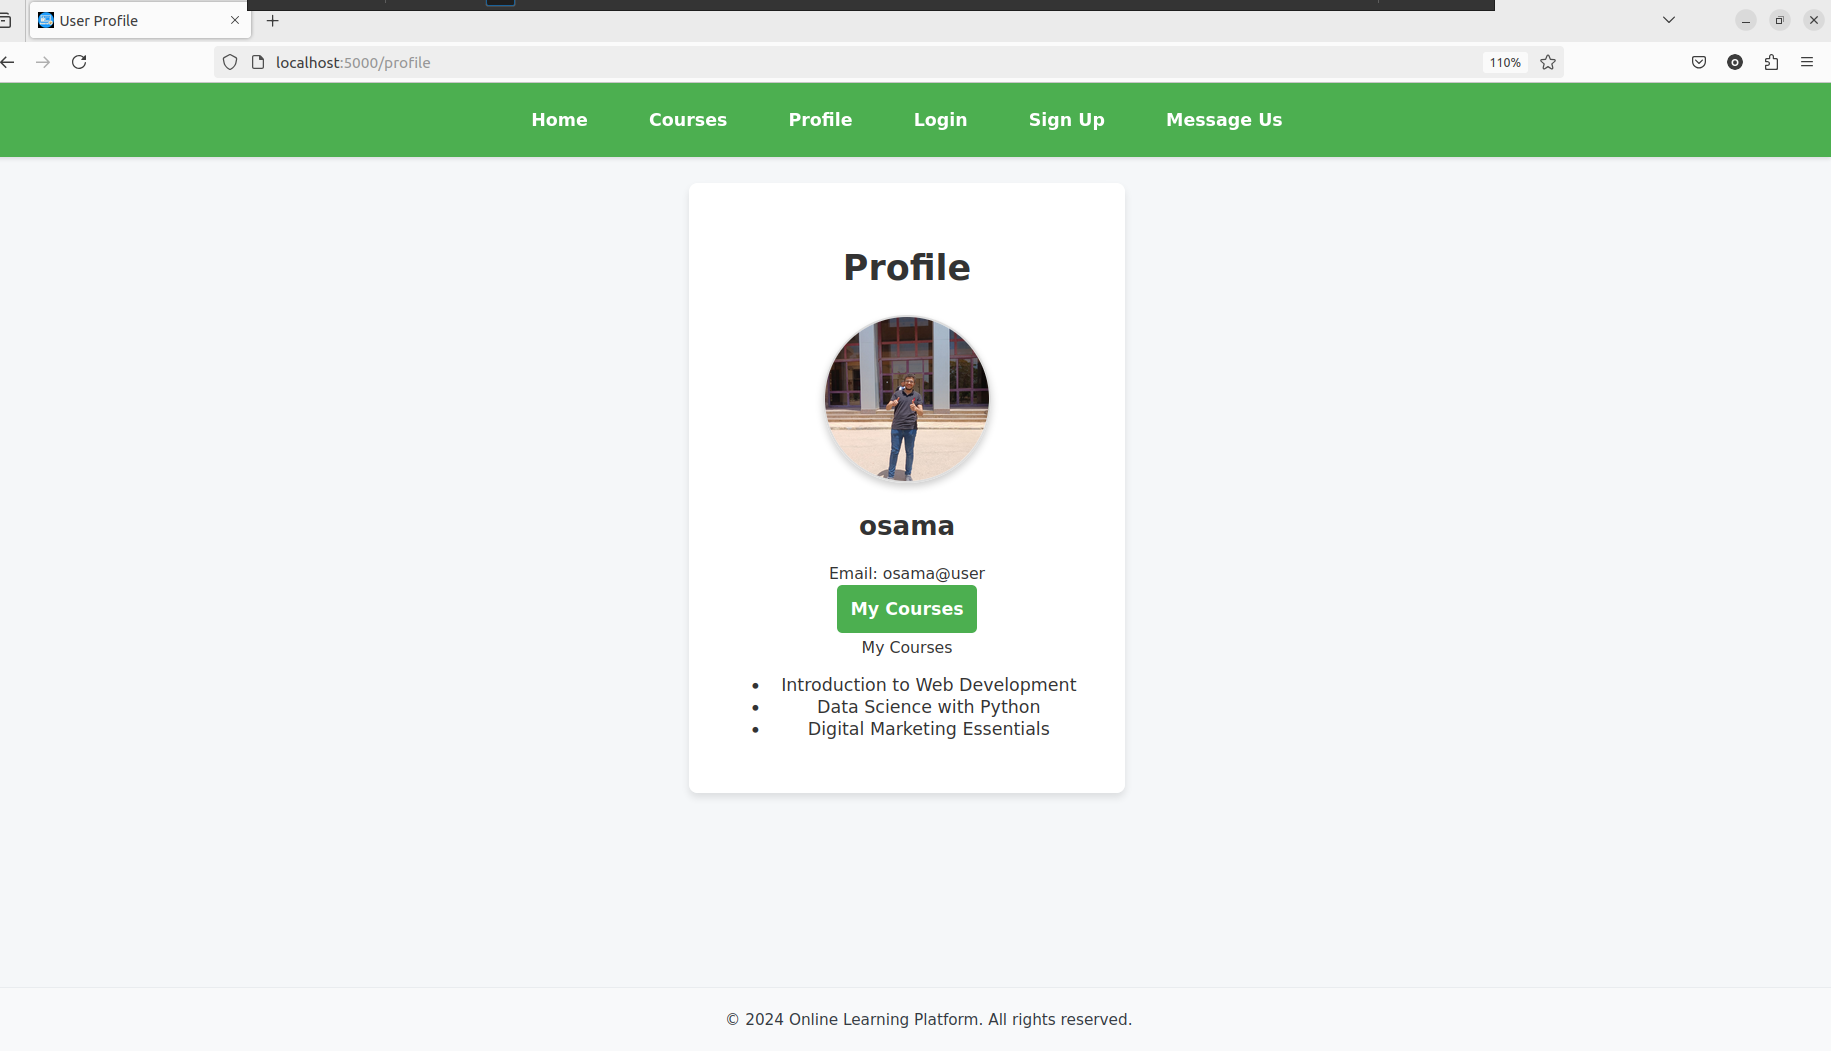 User Profile
localhost:5000/profile
110%
Home Courses Profile Login Sign Up Message Us
Profile
osama
Email: osama@user
My Courses
My Courses
• Introduction to Web Development
• Data Science with Python
• Digital Marketing Essentials
© 2024 Online Learning Platform. All rights reserved.